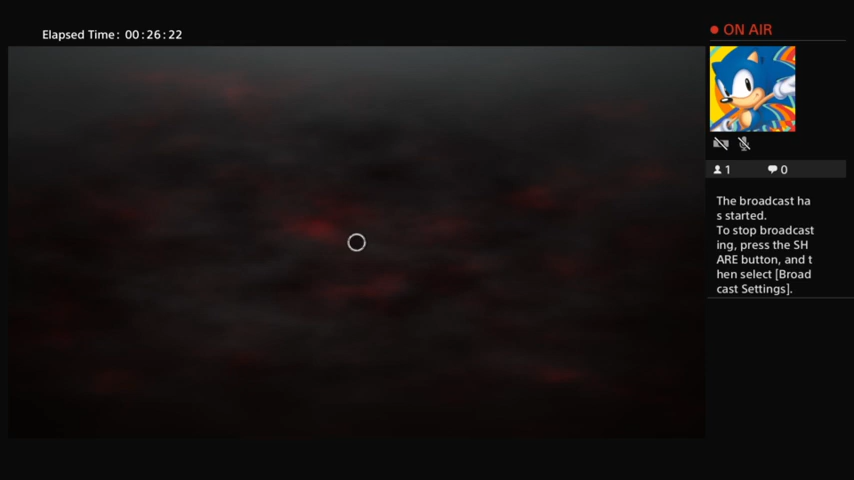 Elapsed Time: 00:26:22
ON AIR
1 0
The broadcast ha
s started.
To stop broadcast
ing, press the SH
ARE button, and t
hen select [Broad
cast Settings].